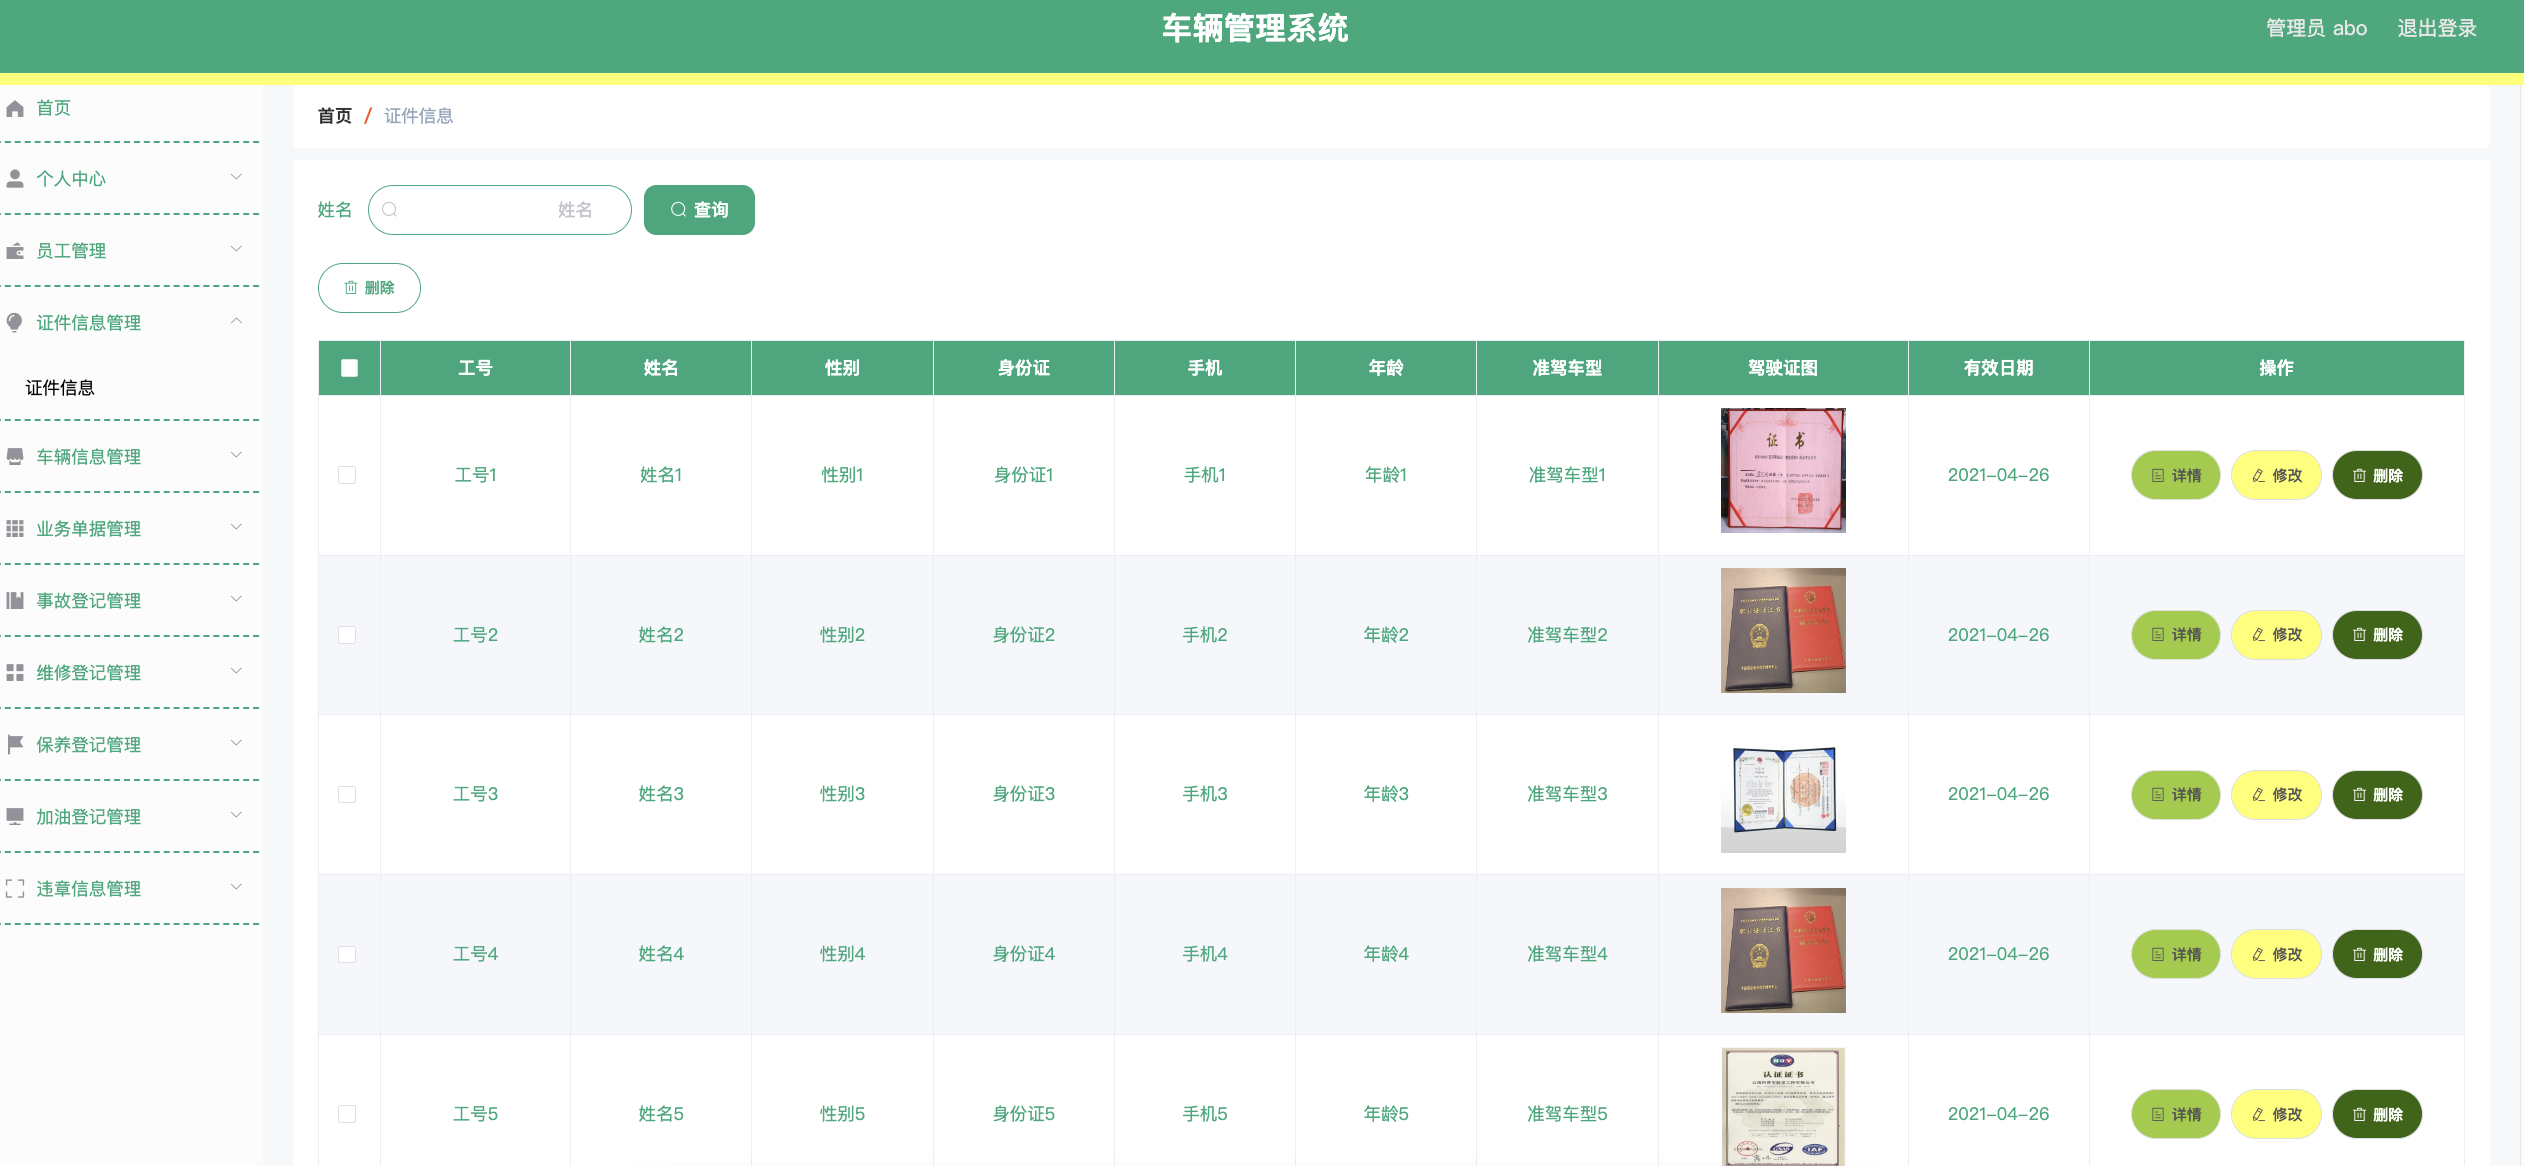 车辆管理系统
管理员 abo 退出登录
首页
个人中心
员工管理
证件信息管理
证件信息
车辆信息管理
业务单据管理
事故登记管理
维修登记管理
保养登记管理
加油登记管理
违章信息管理
首页 / 证件信息
姓名 姓名 查询
删除
工号 姓名 性别 身份证 手机 年龄 准驾车型 驾驶证图 有效日期 操作
工号1 姓名1 性别1 身份证1 手机1 年龄1 准驾车型1 2021-04-26 详情 修改 删除
证 书
工号2 姓名2 性别2 身份证2 手机2 年龄2 准驾车型2 2021-04-26 详情 修改 删除
工号3 姓名3 性别3 身份证3 手机3 年龄3 准驾车型3 2021-04-26 详情 修改 删除
工号4 姓名4 性别4 身份证4 手机4 年龄4 准驾车型4 2021-04-26 详情 修改 删除
工号5 姓名5 性别5 身份证5 手机5 年龄5 准驾车型5 2021-04-26 详情 修改 删除
认证证书